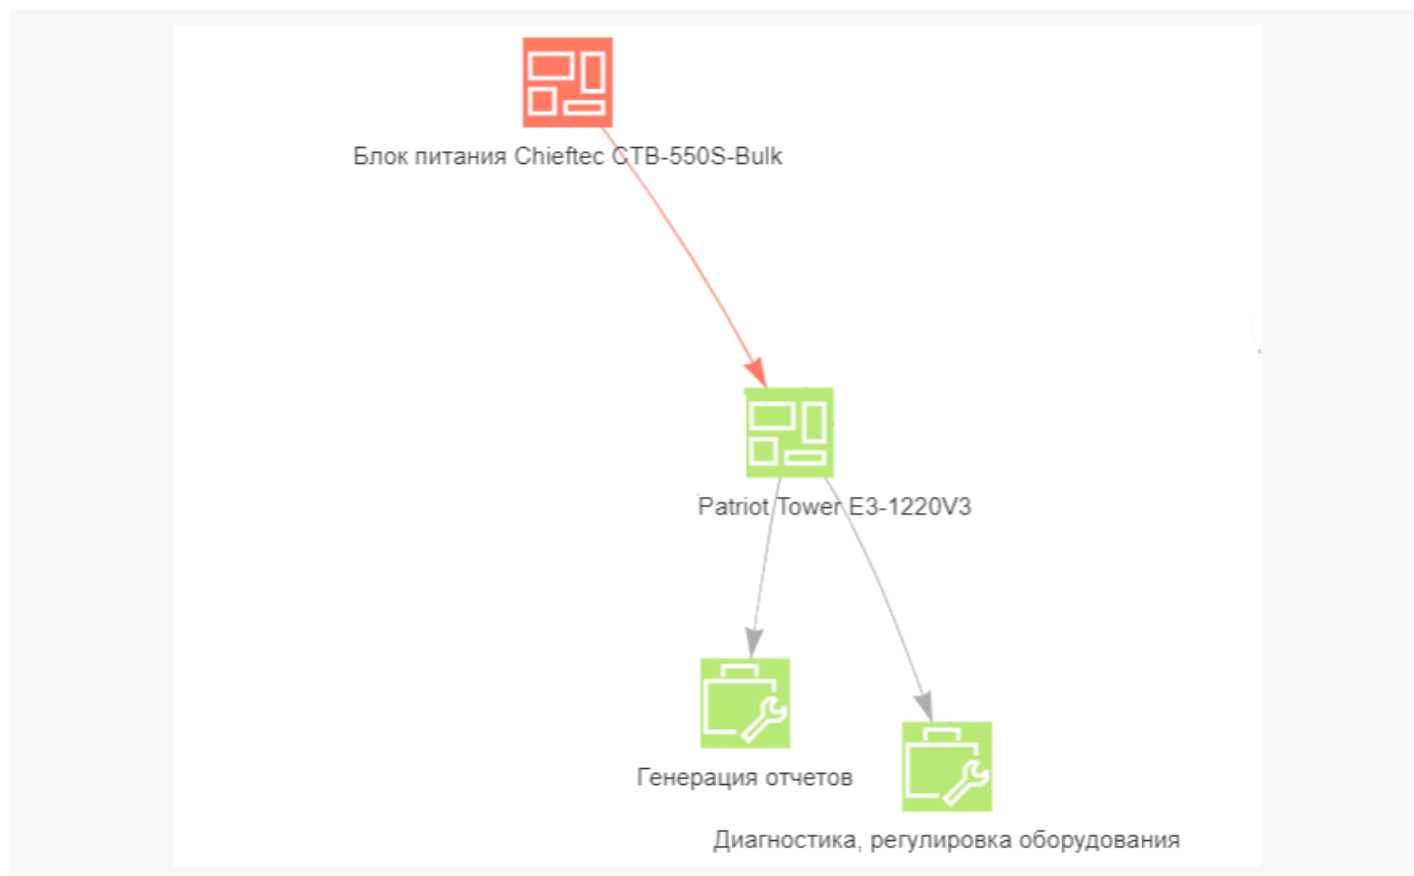 Блок питания Chieftec CTB-550S-Bulk
Patriot Tower E3-1220V3
Генерация отчетов
Диагностика, регулировка оборудования